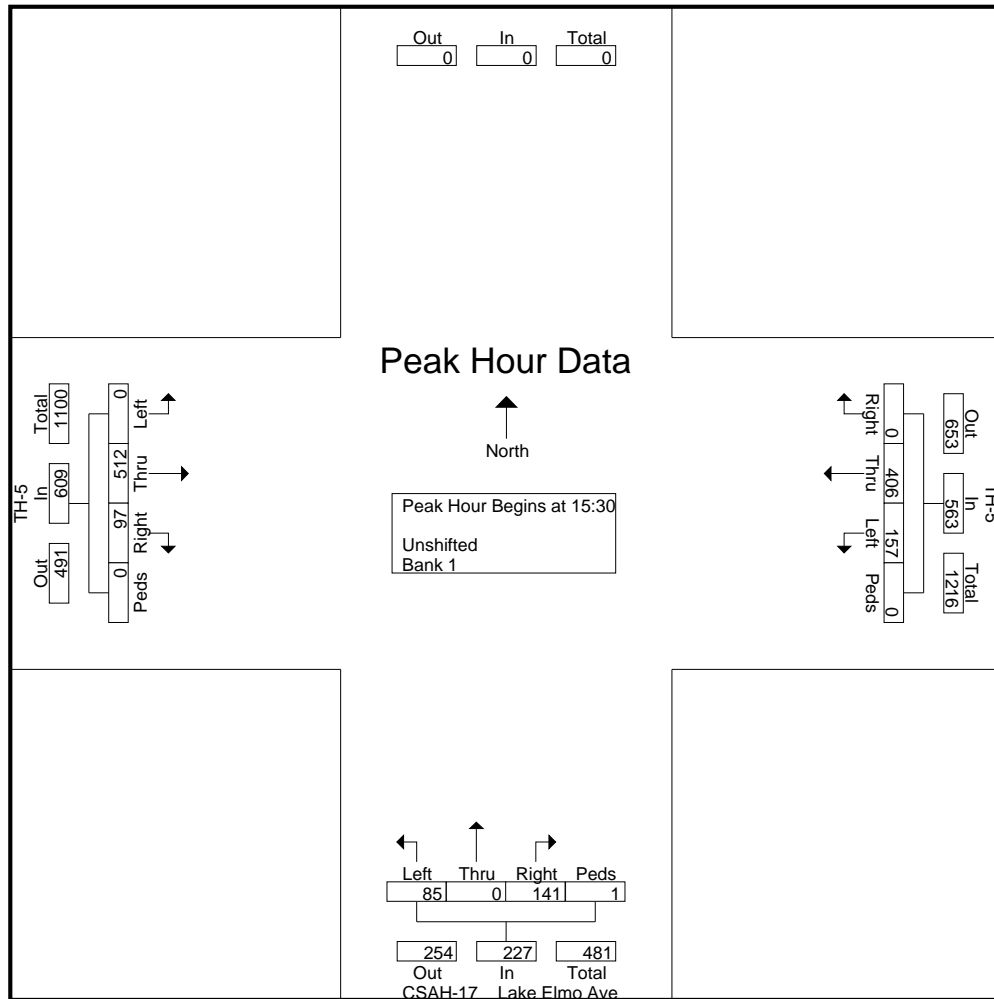 Out In Total
0 0 0
Peak Hour Data
North
Peak Hour Begins at 15:30
Unshifted
Bank 1
TH-5
Total In Out
1100 609 491
0 512 97 0
Left Thru Right Peds
Right Thru Left Peds
0 406 157 0
Out In Total
653 563 1216
TH-5
Left Thru Right Peds
85 0 141 1
254 227 481
Out In Total
CSAH-17 Lake Elmo Ave